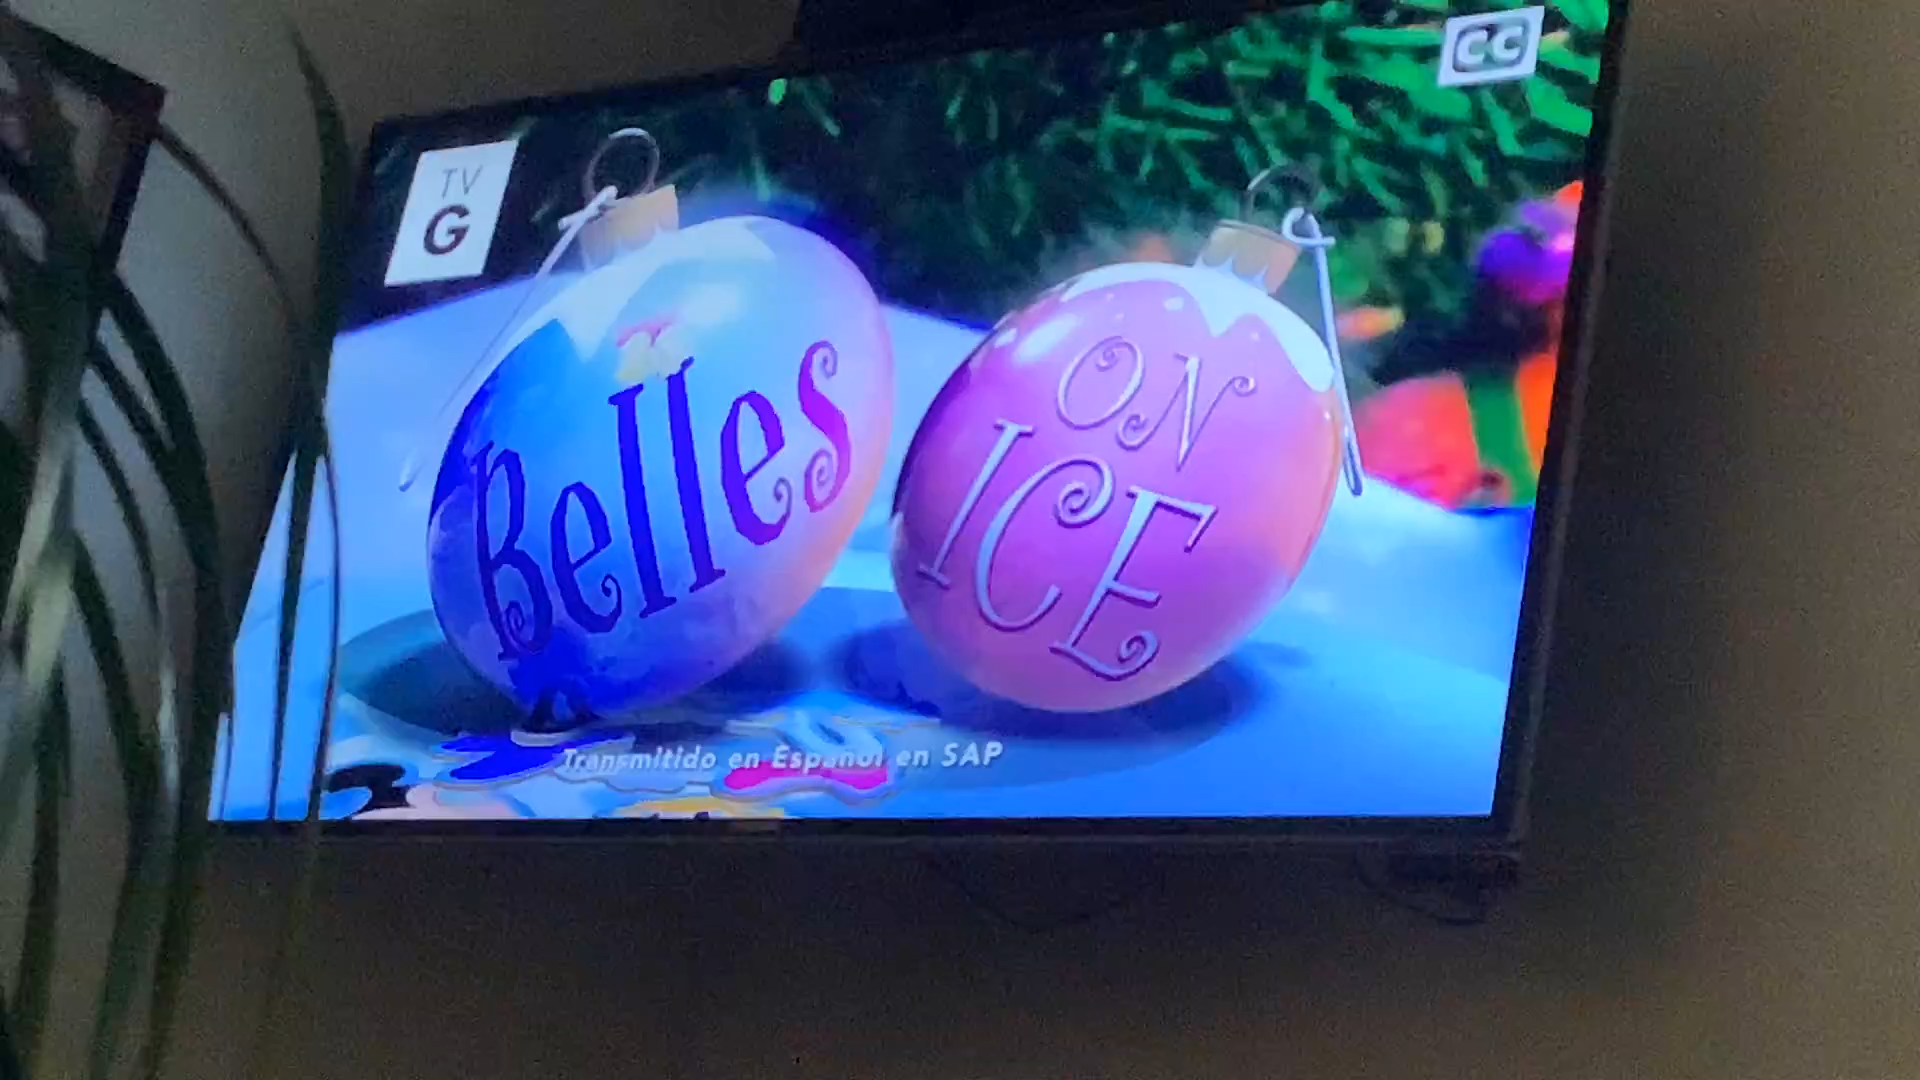 CC
TV
G
Belles
ON
ICE
Transmitido en Español en SAP